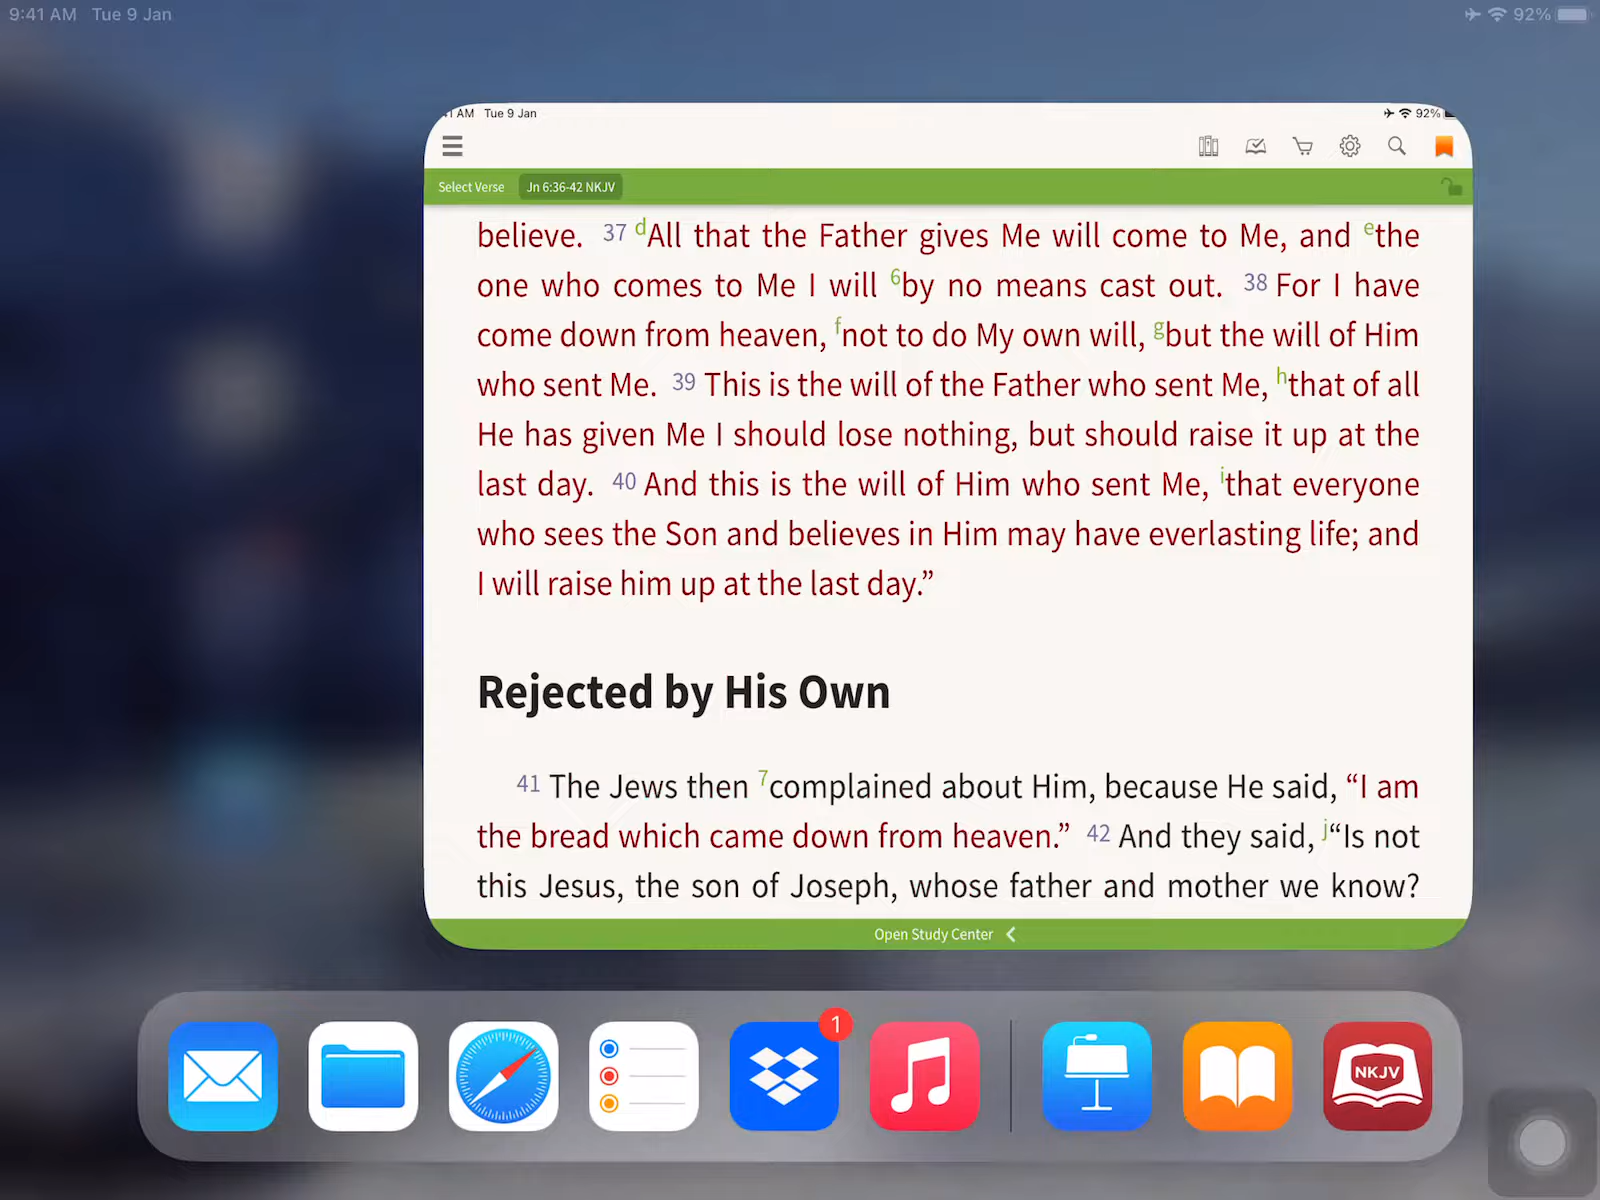 9:41 AM Tue 9 Jan 92%
1 AM Tue 9 Jan 92%
Select Verse Jn 6:36-42 NKJV
believe. 37 dAll that the Father gives Me will come to Me, and ethe
one who comes to Me I will 6by no means cast out. 38 For I have
come down from heaven, fnot to do My own will, gbut the will of Him
who sent Me. 39 This is the will of the Father who sent Me, hthat of all
He has given Me I should lose nothing, but should raise it up at the
last day. 40 And this is the will of Him who sent Me, ithat everyone
who sees the Son and believes in Him may have everlasting life; and
I will raise him up at the last day.”
Rejected by His Own
41 The Jews then 7complained about Him, because He said, “I am
the bread which came down from heaven.” 42 And they said, j“Is not
this Jesus, the son of Joseph, whose father and mother we know?
Open Study Center
1
NKJV